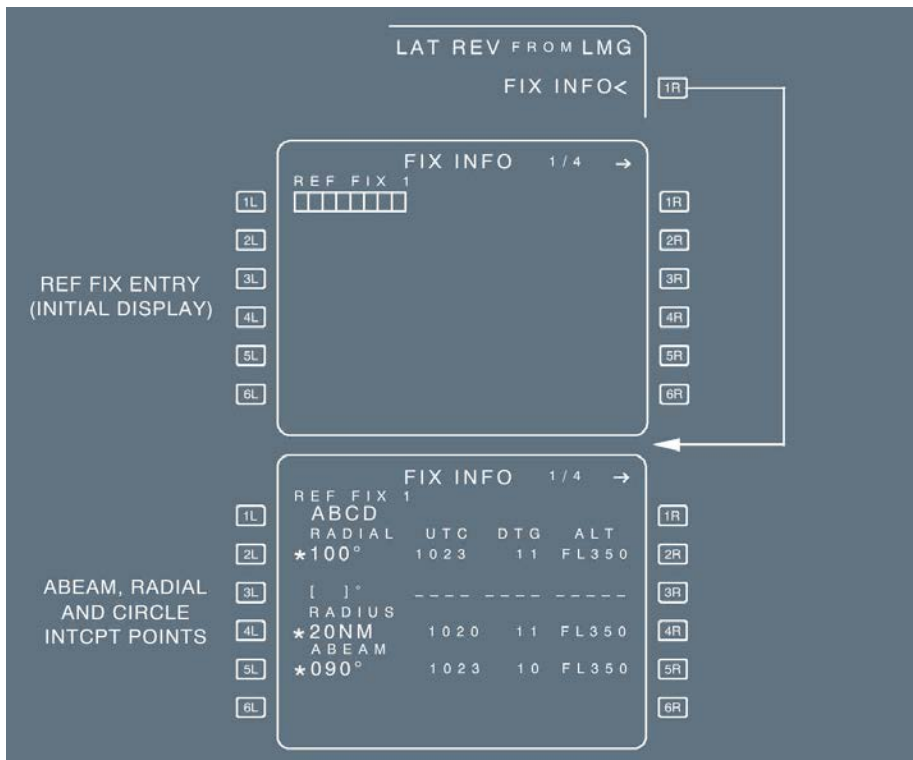 LAT REV FROM LMG
FIX INFO<
1R
FIX INFO 1/4 →
REF FIX 1
1L 1R
2L 2R
3L 3R
4L 4R
5L 5R
6L 6R
REF FIX ENTRY
(INITIAL DISPLAY)
FIX INFO 1/4 →
REF FIX 1
1L ABCD 1R
RADIAL UTC DTG ALT
2L *100° 1023 11 FL350 2R
3L [ ]° ---- ---- ----- 3R
RADIUS
4L *20NM 1020 11 FL350 4R
ABEAM
5L *090° 1023 10 FL350 5R
6L 6R
ABEAM, RADIAL
AND CIRCLE
INTCPT POINTS